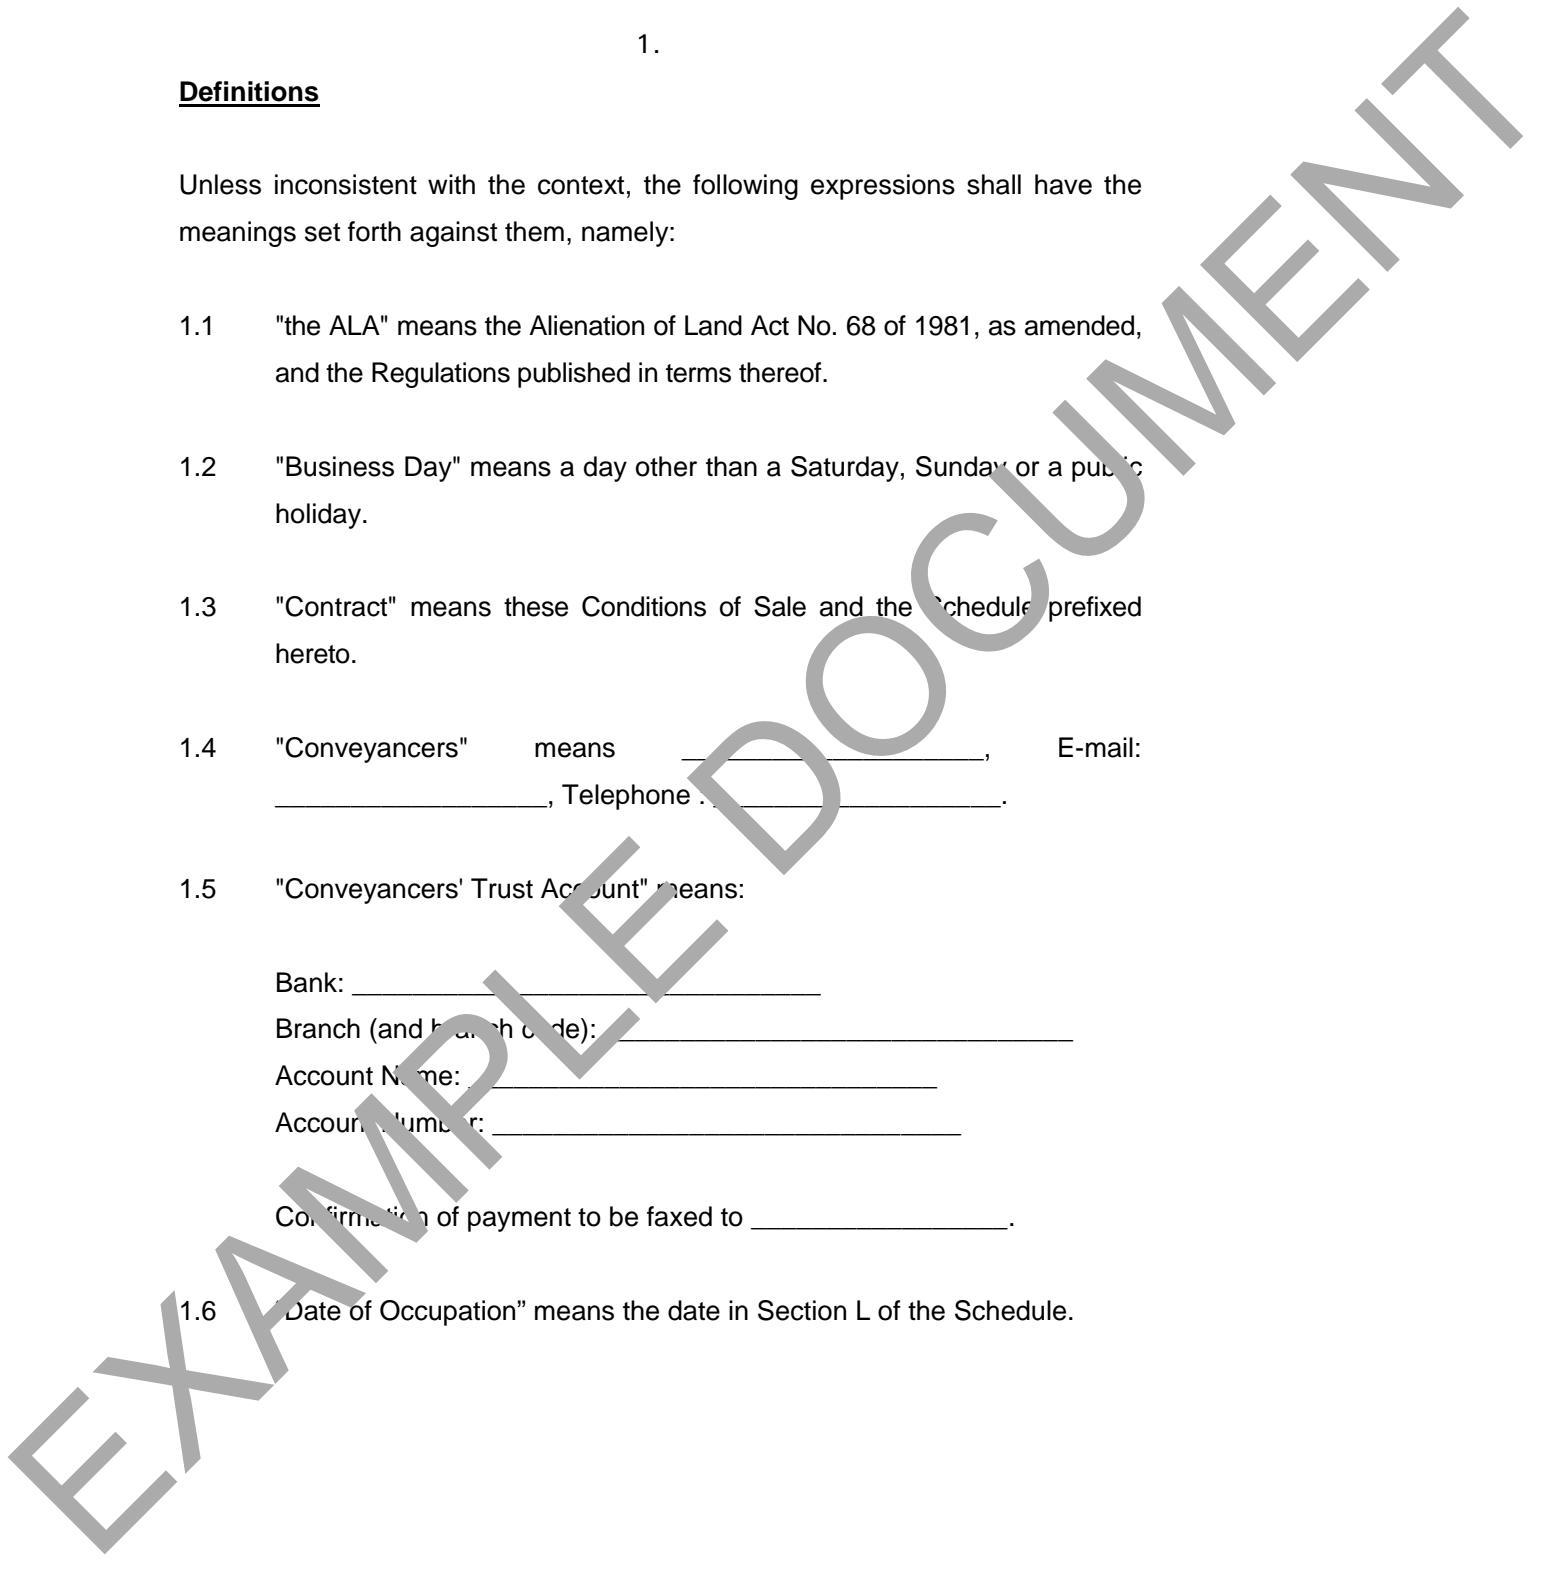 1.
Definitions
Unless inconsistent with the context, the following expressions shall have the
meanings set forth against them, namely:
1.1 "the ALA" means the Alienation of Land Act No. 68 of 1981, as amended,
and the Regulations published in terms thereof.
1.2 "Business Day" means a day other than a Saturday, Sunday or a public
holiday.
1.3 "Contract" means these Conditions of Sale and the Schedule prefixed
hereto.
1.4 "Conveyancers" means ____________________, E-mail:
__________________, Telephone : ___________________.
1.5 "Conveyancers' Trust Account" means:
Bank: _______________________________
Branch (and branch code): _______________________________
Account Name: _______________________________
Account Number: _______________________________
Confirmation of payment to be faxed to _________________.
1.6 “Date of Occupation” means the date in Section L of the Schedule.
EXAMPLE DOCUMENT